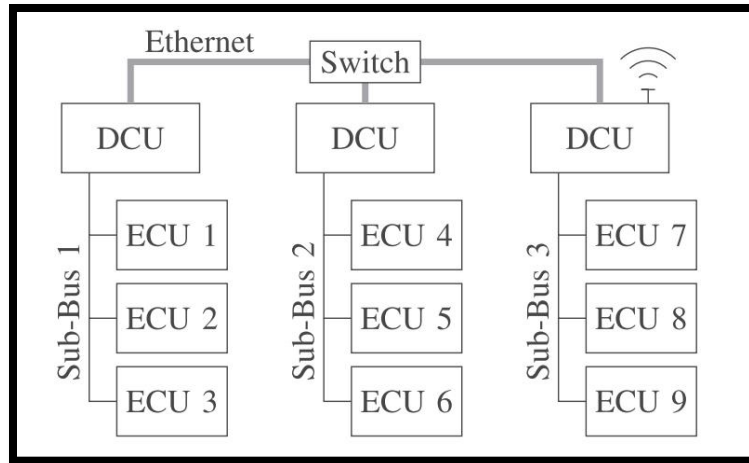 Ethernet
Switch
DCU
DCU
DCU
Sub-Bus 1
ECU 1
ECU 2
ECU 3
Sub-Bus 2
ECU 4
ECU 5
ECU 6
Sub-Bus 3
ECU 7
ECU 8
ECU 9